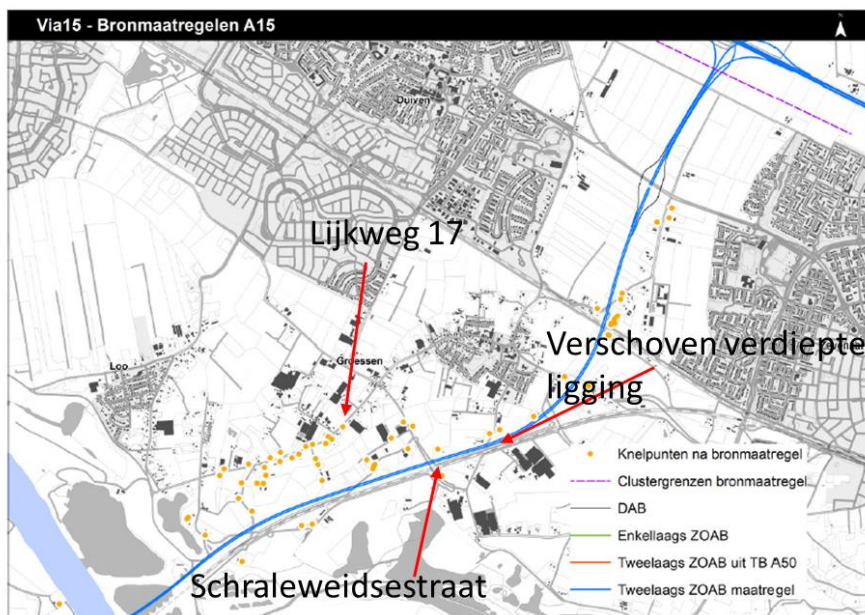 Via15 - Bronmaatregelen A15
Duiven
Lijkweg 17
Loo
Groessen
Verschoven verdiepte
ligging
Knelpunten na bronmaatregel
Clustergrenzen bronmaatregel
DAB
Enkellaags ZOAB
Tweelaags ZOAB uit TB A50
Tweelaags ZOAB maatregel
Schraleweidsestraat